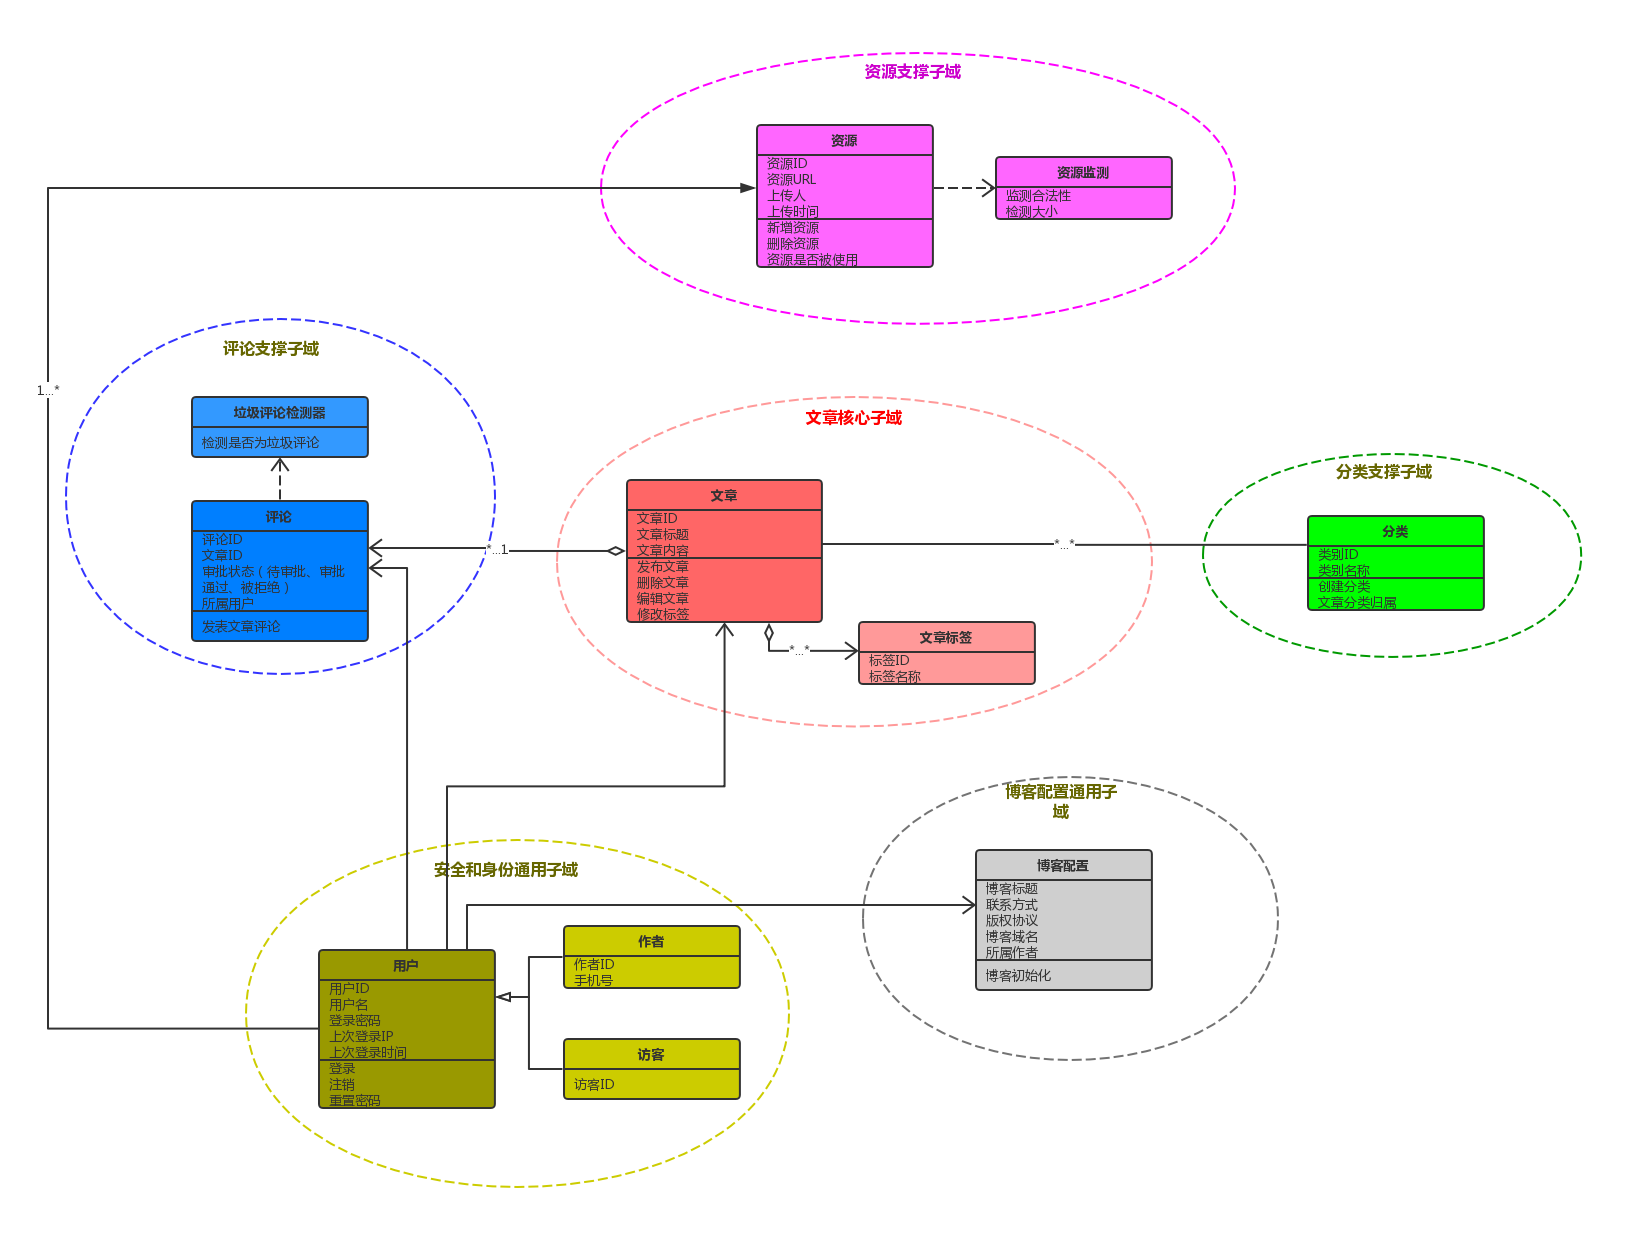 资源支撑子域
资源
资源ID
资源URL
上传人
上传时间
新增资源
删除资源
资源是否被使用
资源监测
监测合法性
检测大小
1...*
评论支撑子域
垃圾评论检测器
检测是否为垃圾评论
评论
评论ID
文章ID
审批状态（待审批、审批
通过、被拒绝）
所属用户
发表文章评论
*...1
文章核心子域
文章
文章ID
文章标题
文章内容
发布文章
删除文章
编辑文章
修改标签
*...*
文章标签
标签ID
标签名称
*...*
分类支撑子域
分类
类别ID
类别名称
创建分类
文章分类归属
博客配置通用子
域
博客配置
博客标题
联系方式
版权协议
博客域名
所属作者
博客初始化
安全和身份通用子域
用户
用户ID
用户名
登录密码
上次登录IP
上次登录时间
登录
注销
重置密码
作者
作者ID
手机号
访客
访客ID